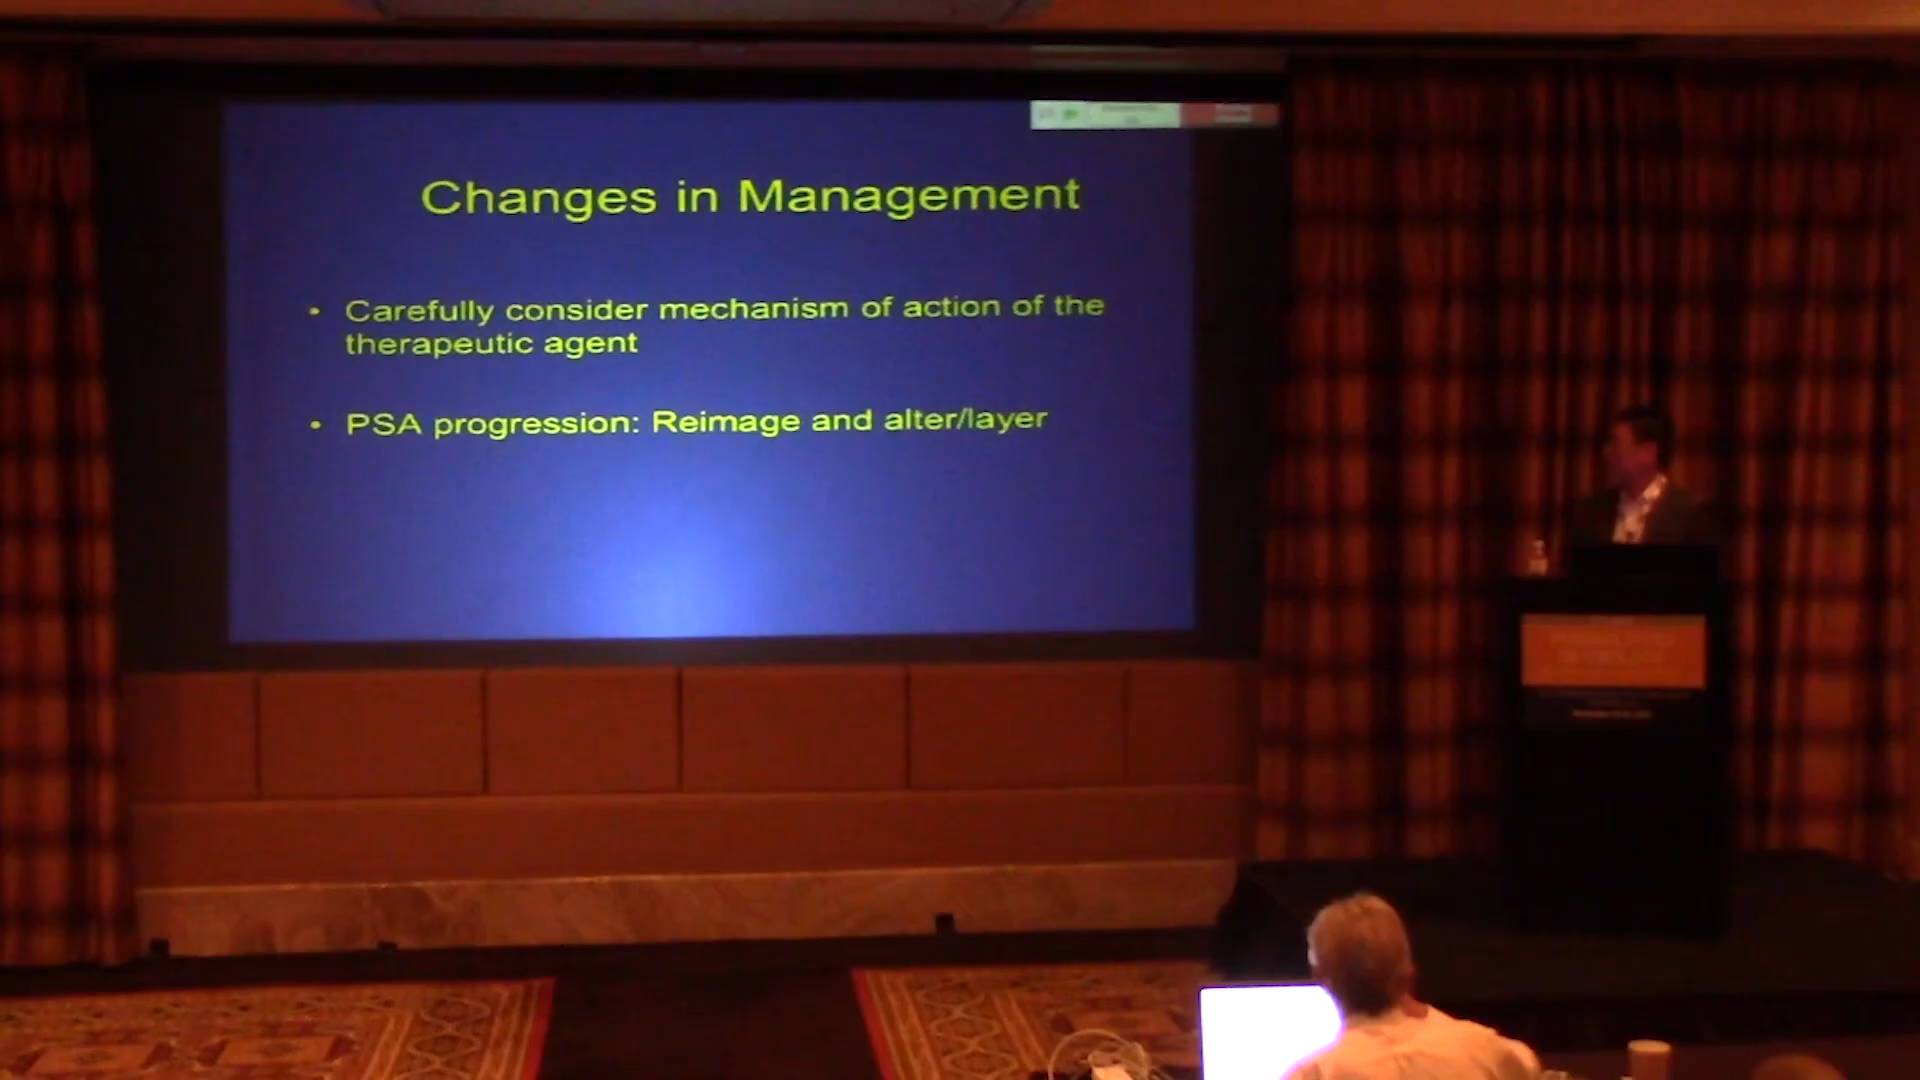 Changes in Management
• Carefully consider mechanism of action of the
therapeutic agent
• PSA progression: Reimage and alter/layer